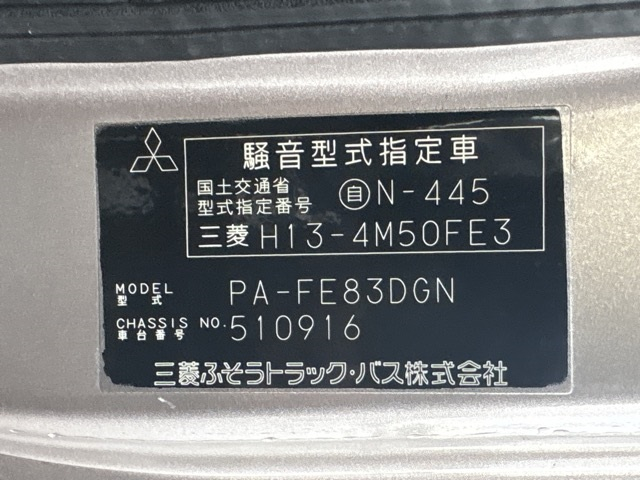 騒音型式指定車
国土交通省
型式指定番号 自N-445
三菱 H13-4M50FE3
MODEL
型式 PA-FE83DGN
CHASSIS NO.
車台番号 510916
三菱ふそうトラック・バス株式会社